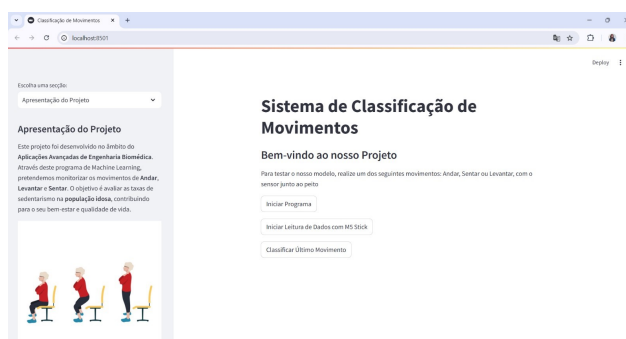 Classificação de Movimentos
localhost:8501
Deploy
Escolha uma secção:
Apresentação do Projeto
Apresentação do Projeto
Este projeto foi desenvolvido no âmbito do
Aplicações Avançadas de Engenharia Biomédica.
Através deste programa de Machine Learning,
pretendemos monitorizar os movimentos de Andar,
Levantar e Sentar. O objetivo é avaliar as taxas de
sedentarismo na população idosa, contribuindo
para o seu bem-estar e qualidade de vida.
Sistema de Classificação de
Movimentos
Bem-vindo ao nosso Projeto
Para testar o nosso modelo, realize um dos seguintes movimentos: Andar, Sentar ou Levantar, com o
sensor junto ao peito
Iniciar Programa
Iniciar Leitura de Dados com M5 Stick
Classificar Último Movimento